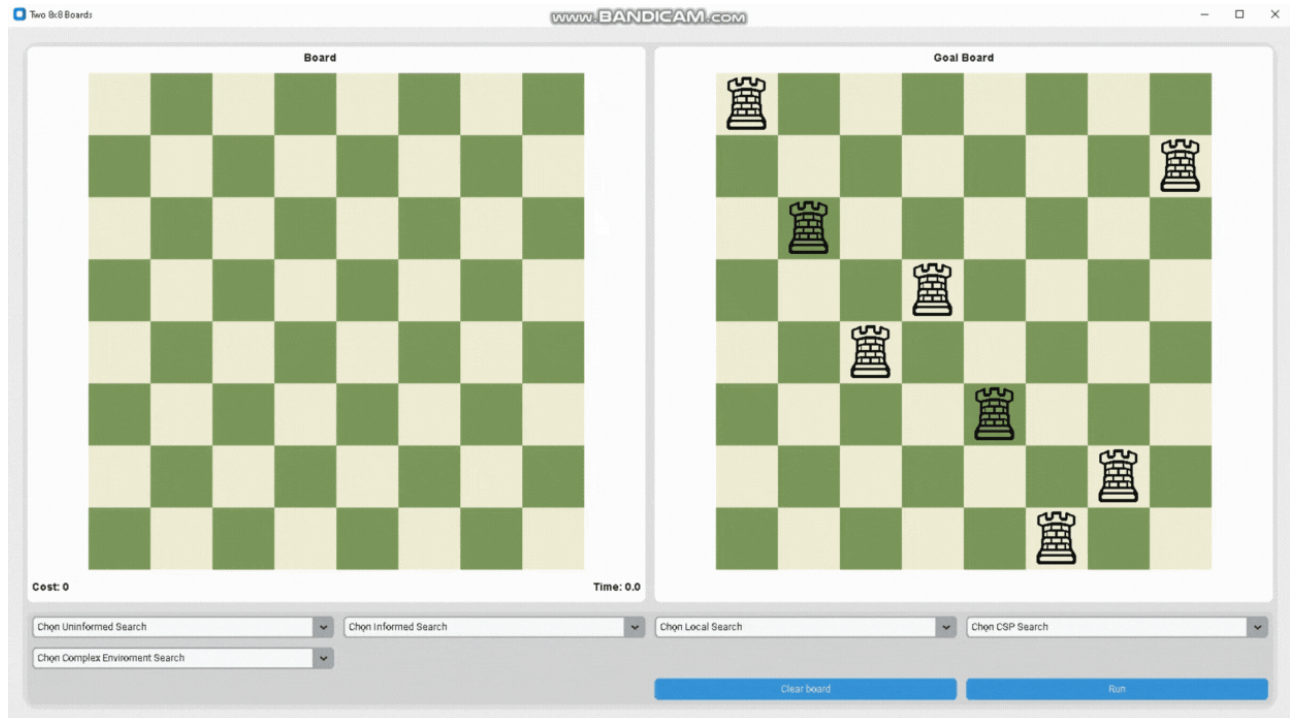 Two 8x8 Boards
www.BANDICAM.com
Board
Goal Board
Cost: 0
Time: 0.0
Chọn Uninformed Search
Chọn Informed Search
Chọn Local Search
Chọn CSP Search
Chọn Complex Enviroment Search
Clear board
Run